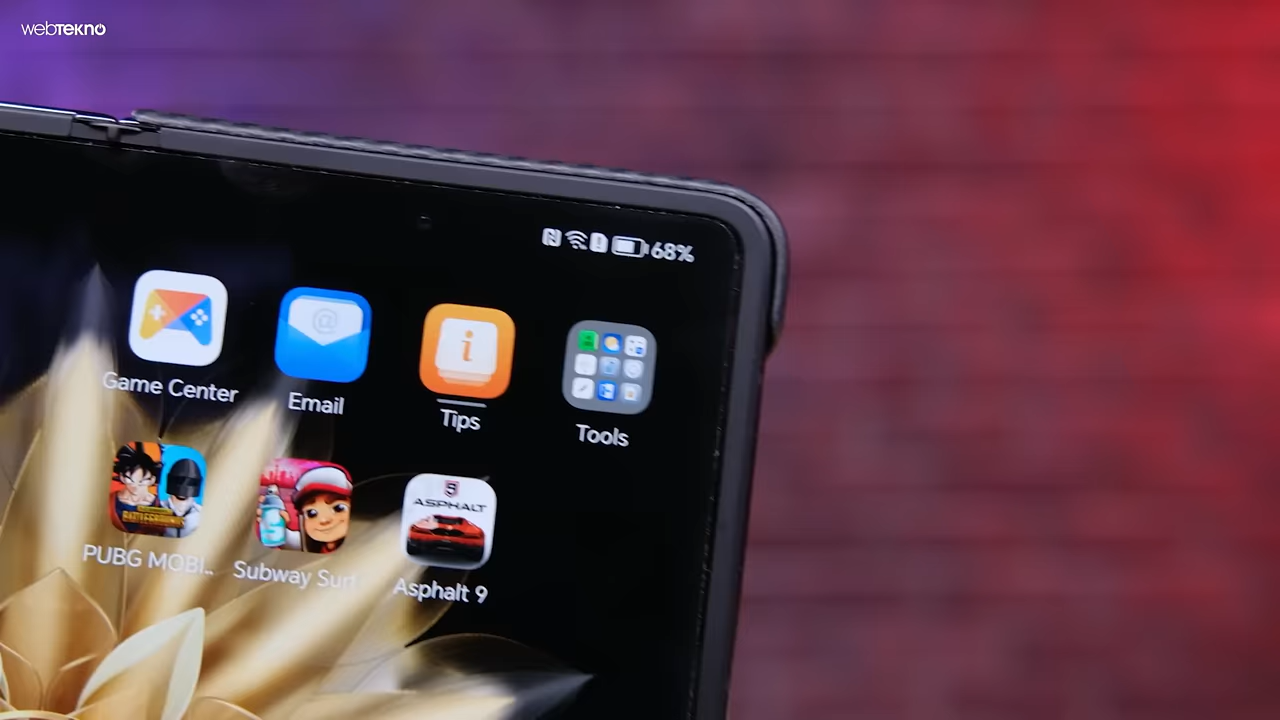 webTEKNO
68%
Game Center
Email
Tips
Tools
PUBG MOBI...
Subway Surf
ASPHALT
Asphalt 9